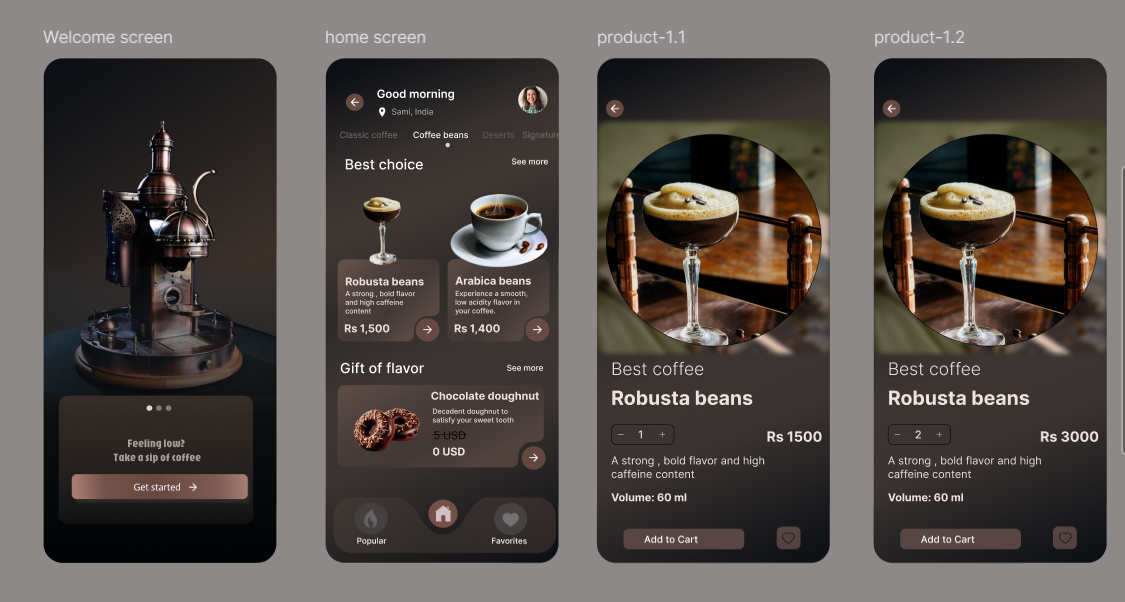 Welcome screen
Feeling low?
Take a sip of coffee
Get started
home screen
Good morning
Sami, India
Classic coffee Coffee beans Deserts Signature
Best choice See more
Robusta beans
A strong , bold flavor
and high caffeine
content
Rs 1,500
Arabica beans
Experience a smooth,
low acidity flavor in
your coffee.
Rs 1,400
Gift of flavor See more
Chocolate doughnut
Decadent doughnut to
satisfy your sweet tooth
5 USD
0 USD
Popular
Favorites
product-1.1
Best coffee
Robusta beans
− 1 +
Rs 1500
A strong , bold flavor and high
caffeine content
Volume: 60 ml
Add to Cart
product-1.2
Best coffee
Robusta beans
− 2 +
Rs 3000
A strong , bold flavor and high
caffeine content
Volume: 60 ml
Add to Cart